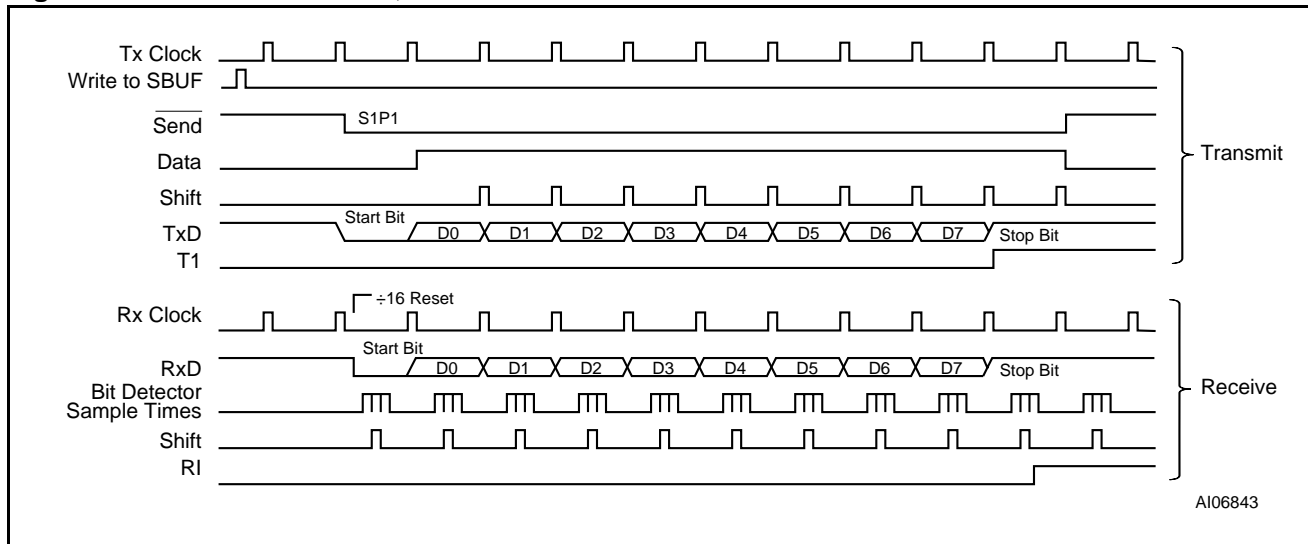 Tx Clock
Write to SBUF
Send
S1P1
Data
Shift
Start Bit
TxD
D0 D1 D2 D3 D4 D5 D6 D7 Stop Bit
T1
Transmit
÷16 Reset
Rx Clock
Start Bit
RxD
D0 D1 D2 D3 D4 D5 D6 D7 Stop Bit
Bit Detector
Sample Times
Shift
RI
Receive
AI06843